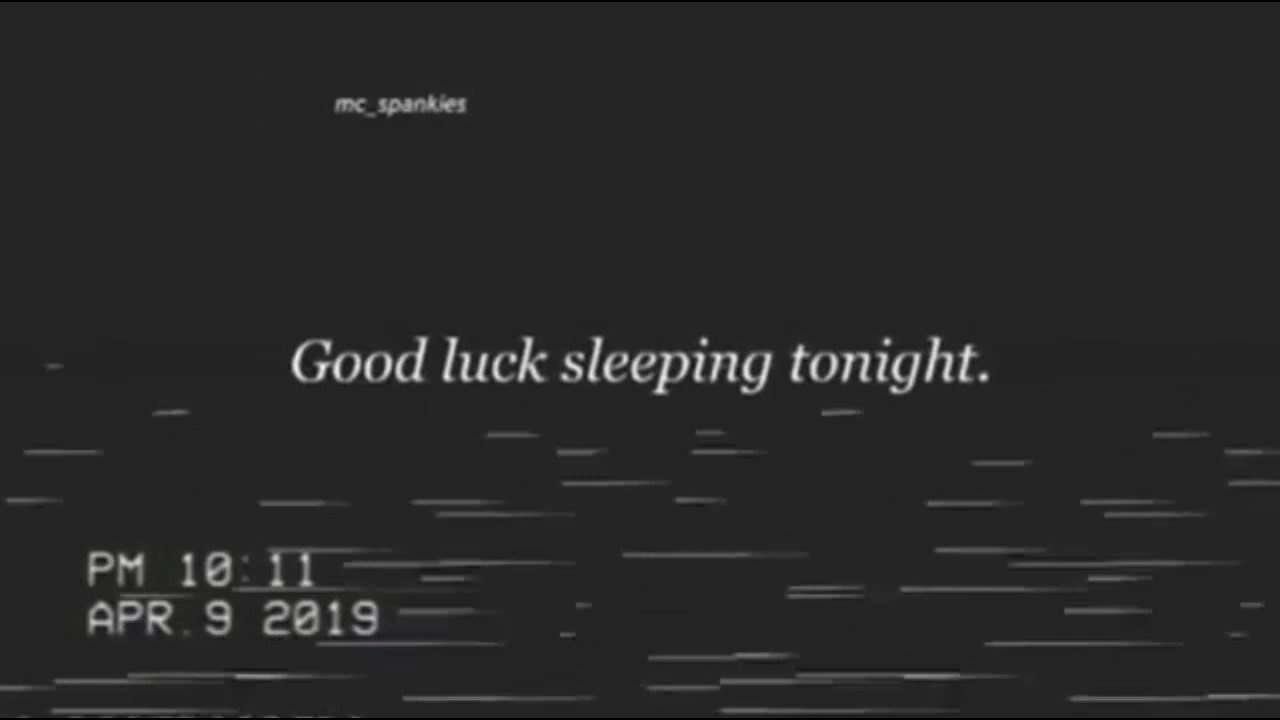 mc_spankies
Good luck sleeping tonight.
PM 10:11
APR.9 2019